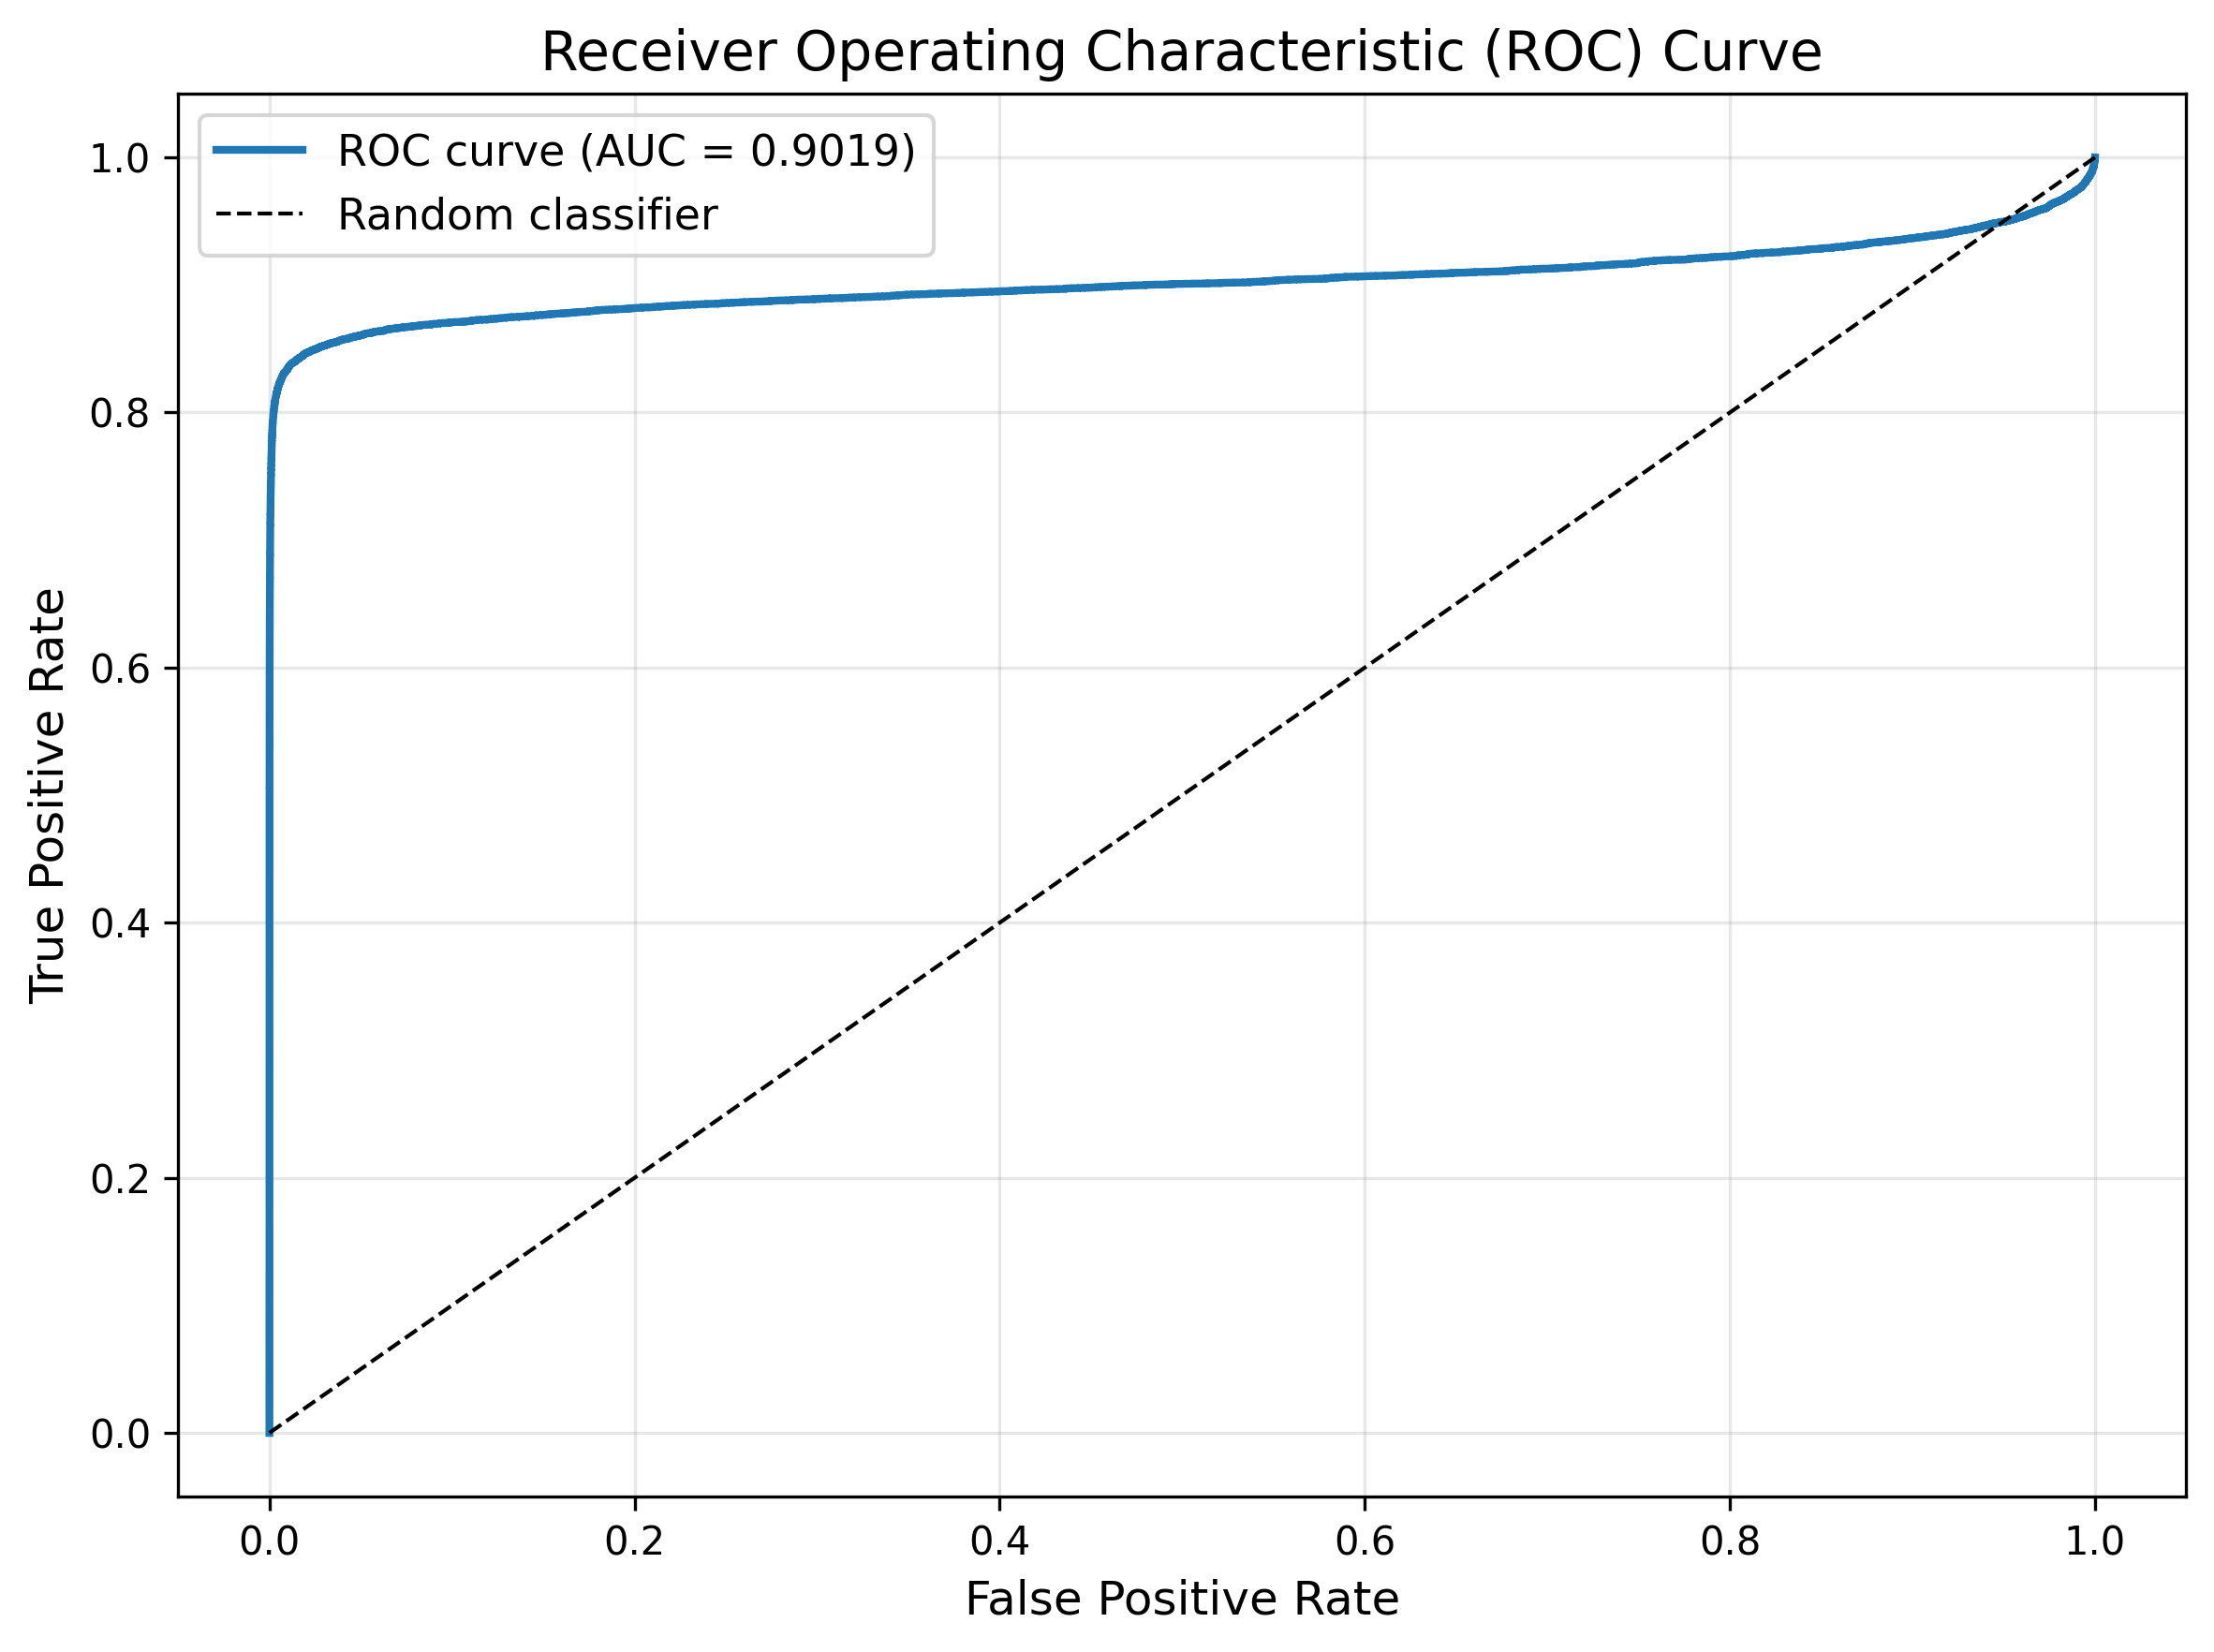 Receiver Operating Characteristic (ROC) Curve
ROC curve (AUC = 0.9019)
Random classifier
True Positive Rate
1.0
0.8
0.6
0.4
0.2
0.0
0.0 0.2 0.4 0.6 0.8 1.0
False Positive Rate